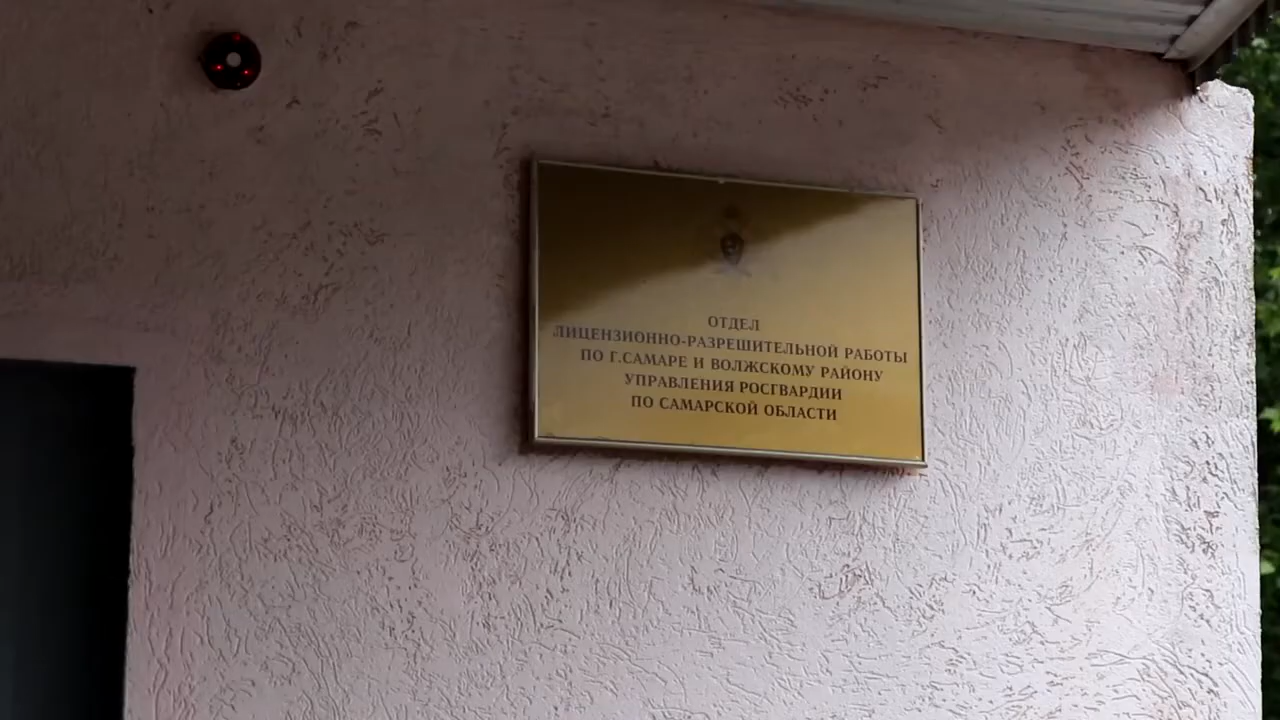 ОТДЕЛ
ЛИЦЕНЗИОННО-РАЗРЕШИТЕЛЬНОЙ РАБОТЫ
ПО Г.САМАРЕ И ВОЛЖСКОМУ РАЙОНУ
УПРАВЛЕНИЯ РОСГВАРДИИ
ПО САМАРСКОЙ ОБЛАСТИ